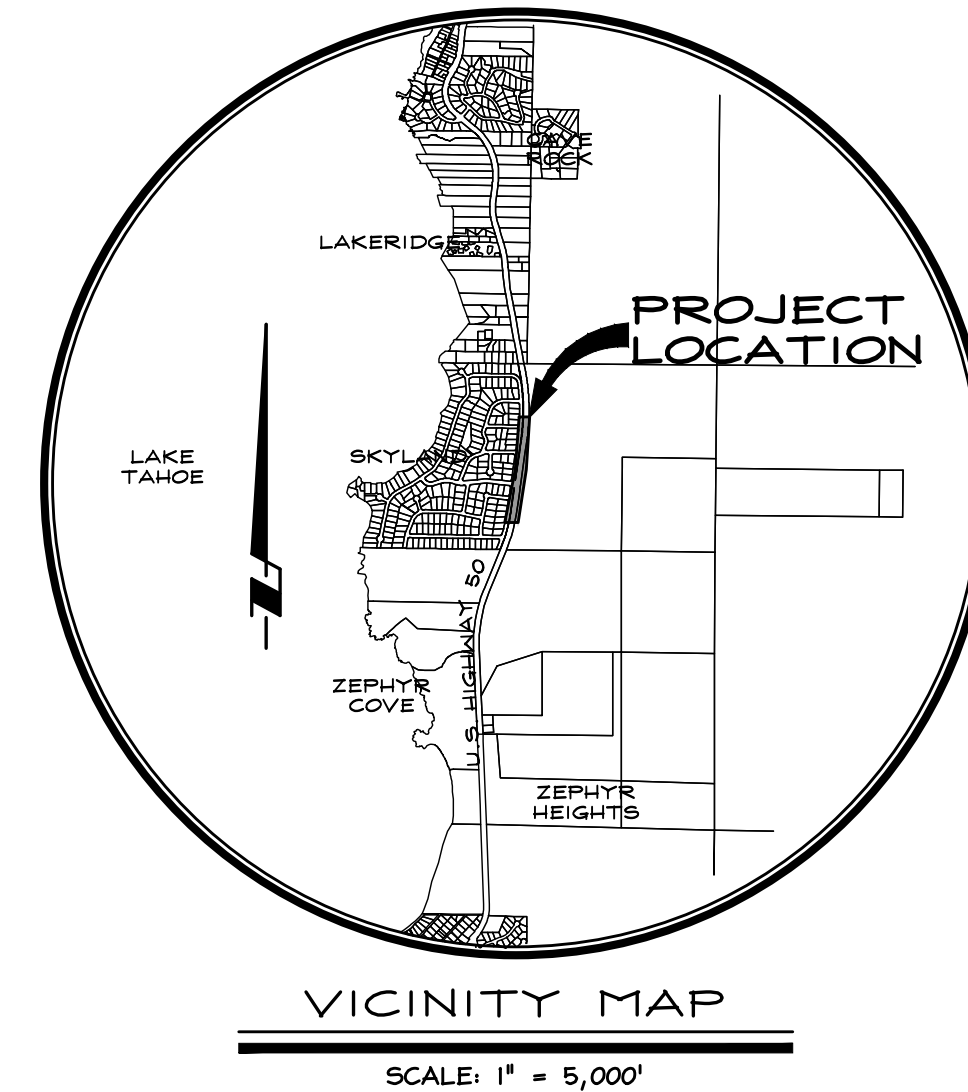 CAVE
ROCK
LAKERIDGE
PROJECT
LOCATION
SKYLAND
LAKE
TAHOE
U.S. HIGHWAY 50
ZEPHYR
COVE
ZEPHYR
HEIGHTS
VICINITY MAP
SCALE: 1" = 5,000'